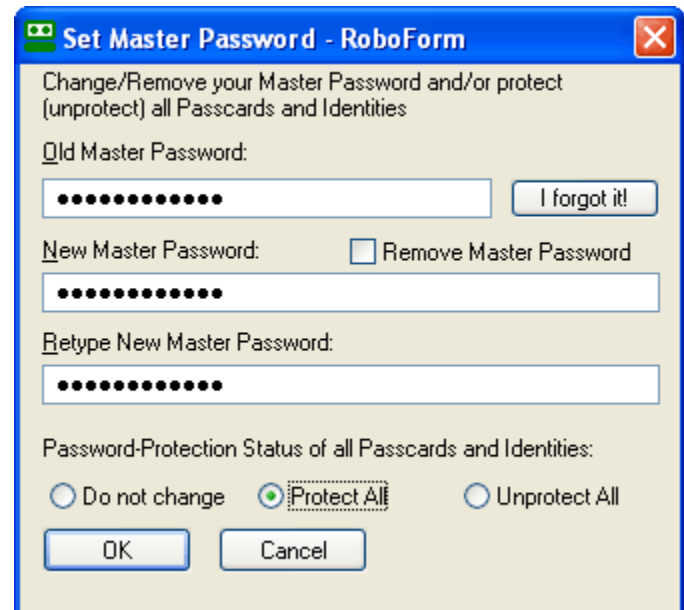 Set Master Password - RoboForm
Change/Remove your Master Password and/or protect
(unprotect) all Passcards and Identities
Old Master Password:
●●●●●●●●●●●● I forgot it!
New Master Password: Remove Master Password
●●●●●●●●●●●●
Retype New Master Password:
●●●●●●●●●●●●
Password-Protection Status of all Passcards and Identities:
Do not change Protect All Unprotect All
OK Cancel